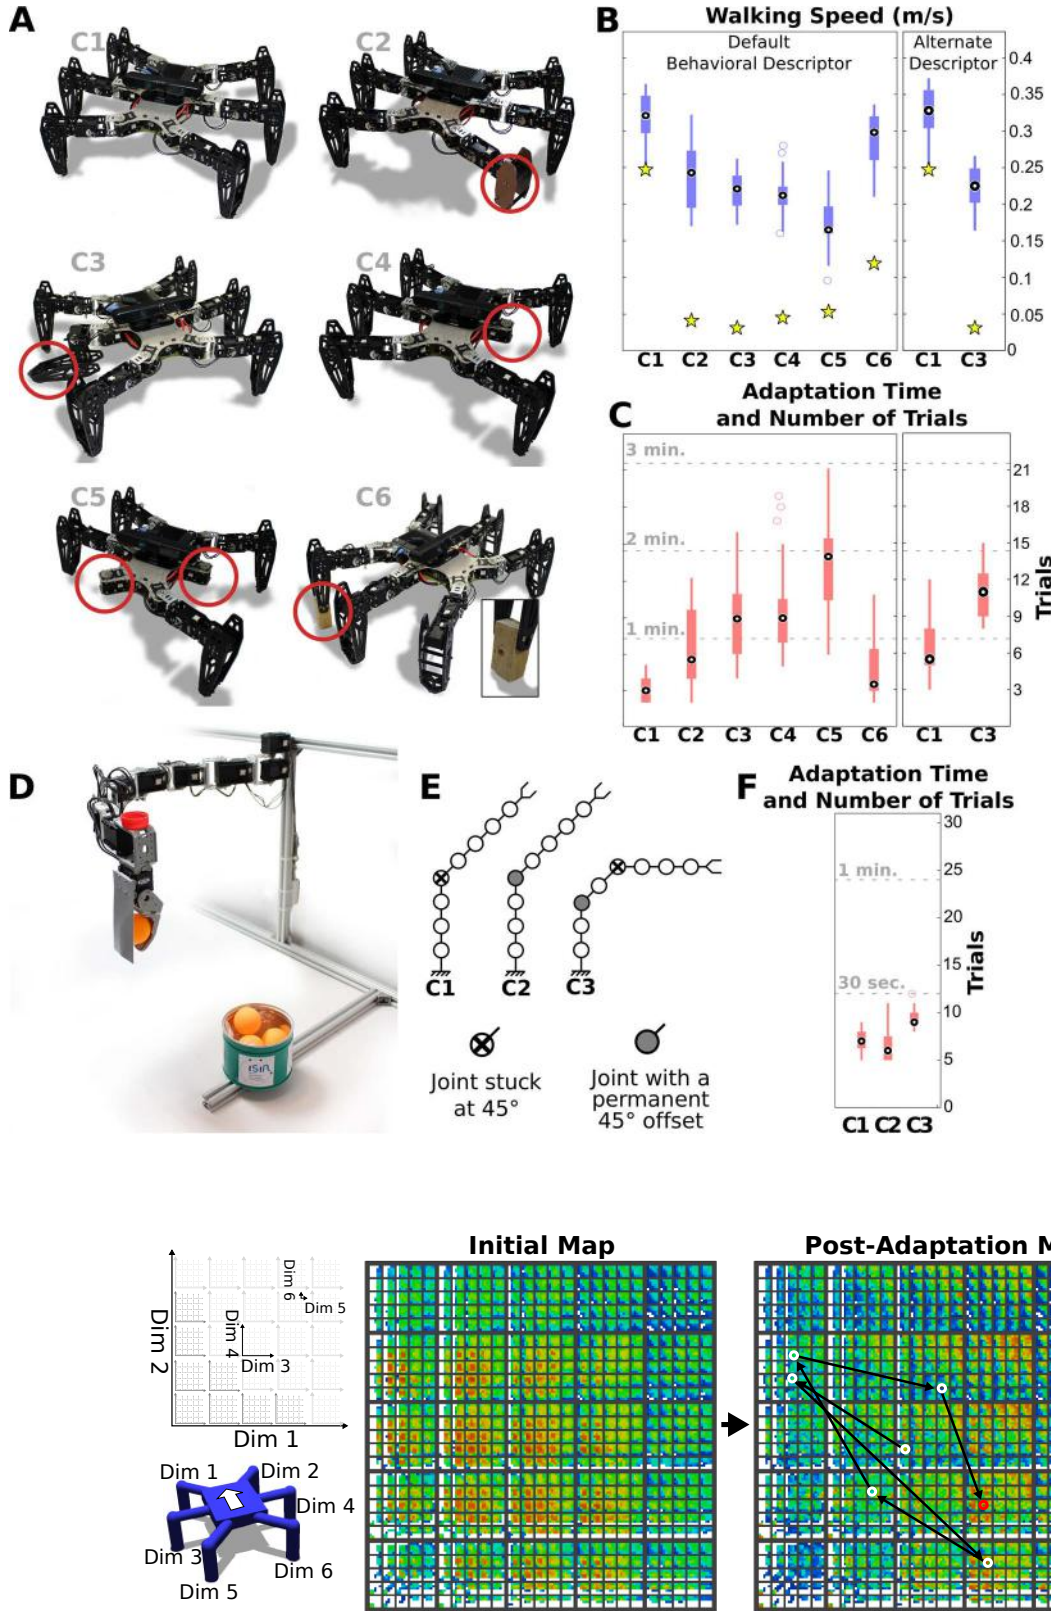 A
C1
C2
C3
C4
C5
C6
B
Walking Speed (m/s)
Default
Behavioral Descriptor
Alternate
Descriptor
0.4
0.35
0.3
0.25
0.2
0.15
0.1
0.05
0
C1 C2 C3 C4 C5 C6 C1 C3
C
Adaptation Time
and Number of Trials
3 min.
2 min.
1 min.
21
18
15
12
9
6
3
Trials
C1 C2 C3 C4 C5 C6 C1 C3
D
ISIR
E
C1 C2 C3
Joint stuck
at 45°
Joint with a
permanent
45° offset
F
Adaptation Time
and Number of Trials
1 min.
30 sec.
30
25
20
15
10
5
0
Trials
C1 C2 C3
Dim 2
Dim 6
Dim 5
Dim 4
Dim 3
Dim 1
Dim 1
Dim 2
Dim 4
Dim 3
Dim 6
Dim 5
Initial Map
Post-Adaptation M